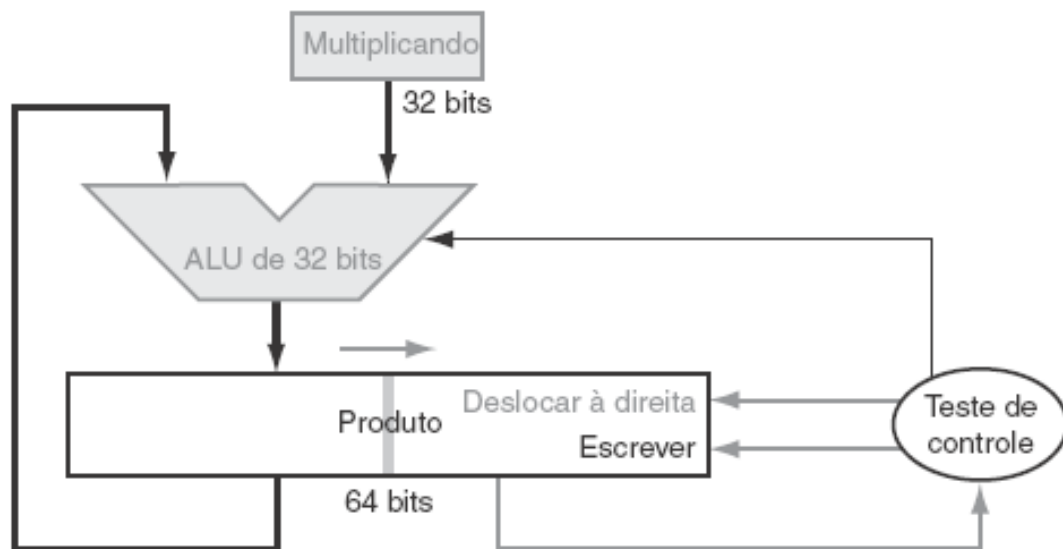 Multiplicando
32 bits
ALU de 32 bits
Deslocar à direita
Produto
Escrever
64 bits
Teste de
controle